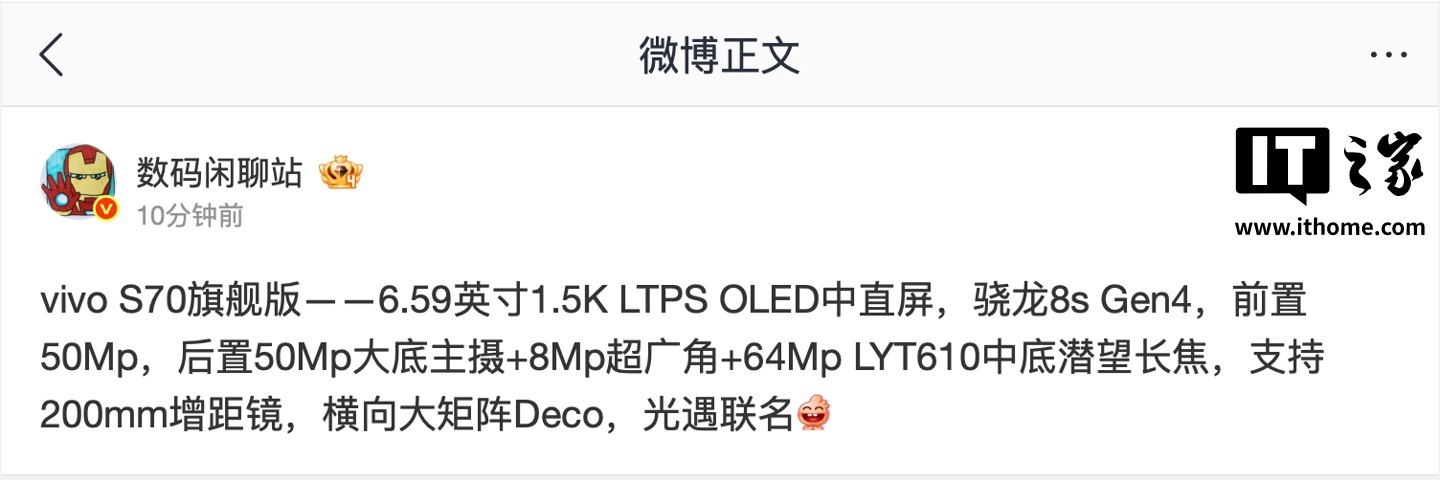 微博正文
数码闲聊站 4
10分钟前
IT之家
www.ithome.com
vivo S70旗舰版——6.59英寸1.5K LTPS OLED中直屏，骁龙8s Gen4，前置
50Mp，后置50Mp大底主摄+8Mp超广角+64Mp LYT610中底潜望长焦，支持
200mm增距镜，横向大矩阵Deco，光遇联名